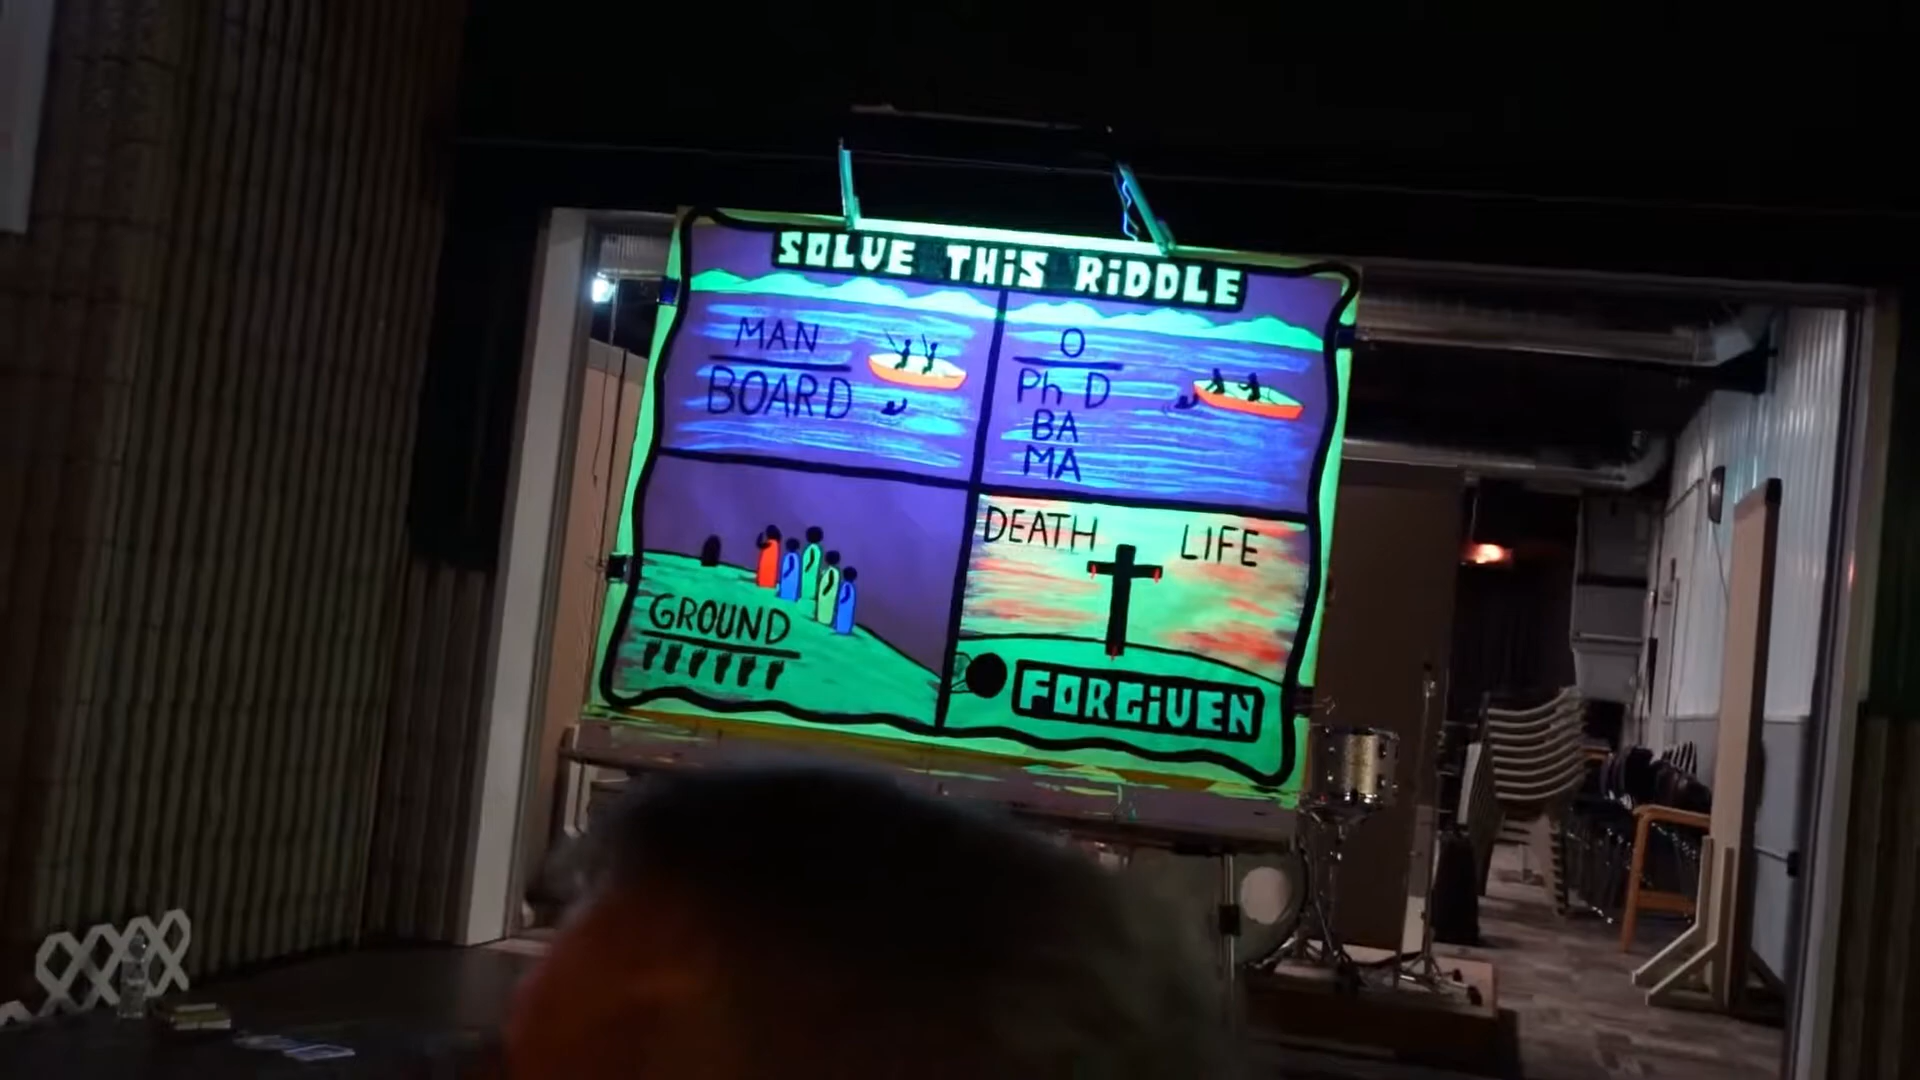 SOLVE THiS RiDDLE
MAN
BOARD
O
Ph D
BA
MA
GROUND
DEATH LIFE
FORGiVEN